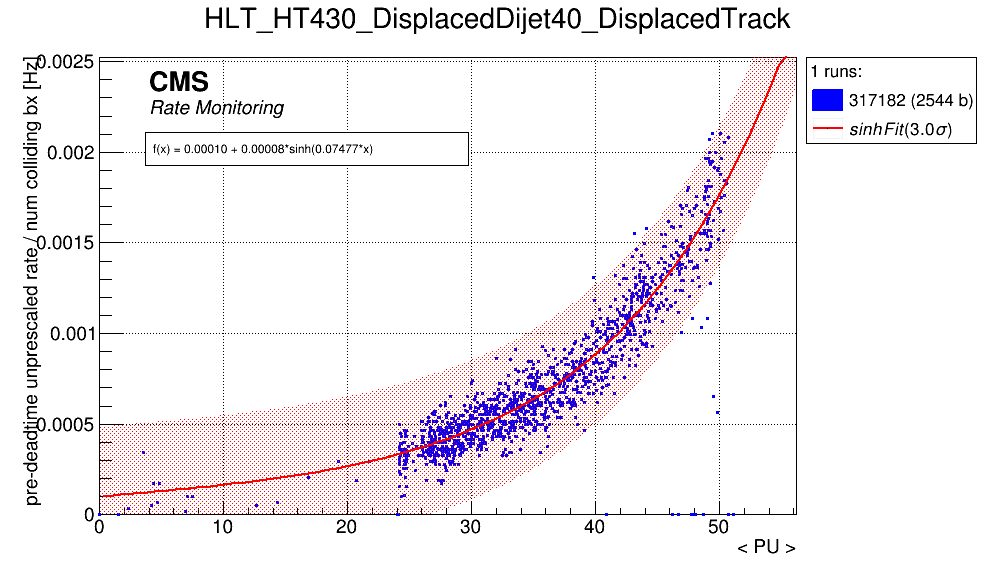 HLT_HT430_DisplacedDijet40_DisplacedTrack
pre-deadtime unprescaled rate / num colliding bx [Hz]
0.0025
0.002
0.0015
0.001
0.0005
0
CMS
Rate Monitoring
f(x) = 0.00010 + 0.00008*sinh(0.07477*x)
1 runs:
317182 (2544 b)
sinhFit(3.0σ)
0 10 20 30 40 50
< PU >